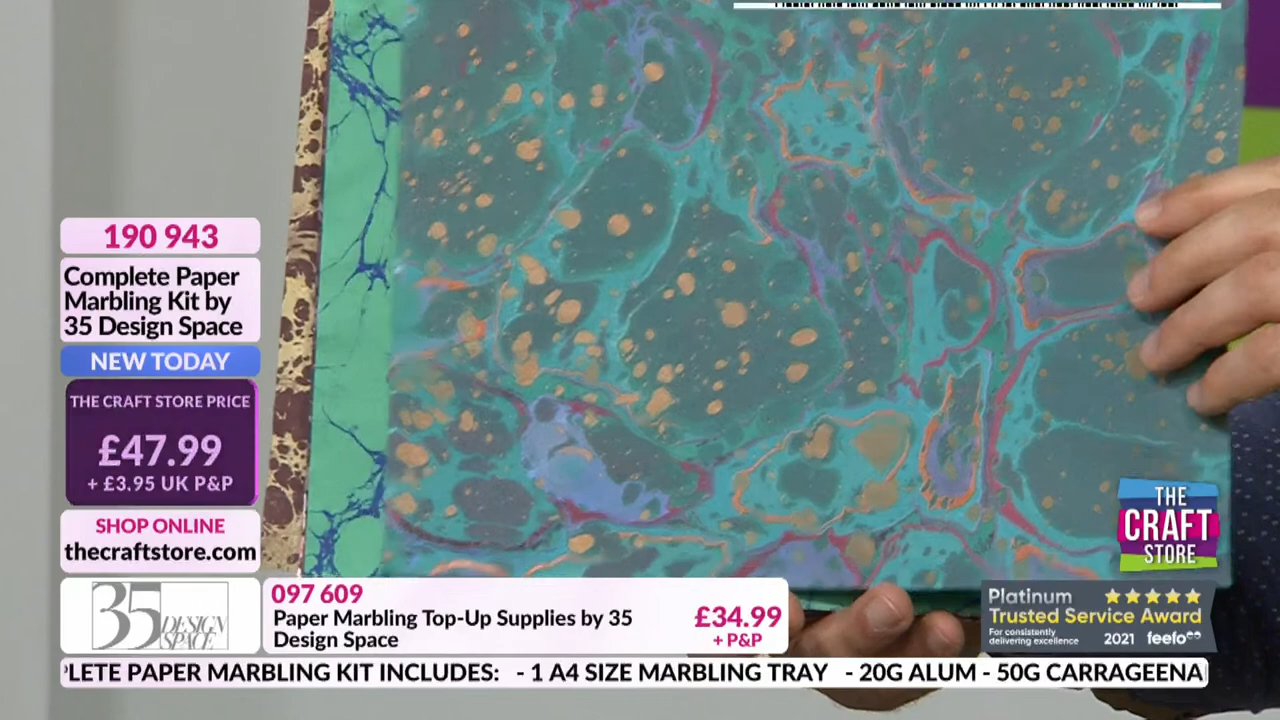 190 943
Complete Paper
Marbling Kit by
35 Design Space
NEW TODAY
THE CRAFT STORE PRICE
£47.99
+ £3.95 UK P&P
SHOP ONLINE
thecraftstore.com
35 DESIGN
SPACE
097 609
Paper Marbling Top-Up Supplies by 35
Design Space
£34.99
+ P&P
THE
CRAFT
STORE
Platinum
Trusted Service Award
For consistently
delivering excellence
2021 feefo
PLETE PAPER MARBLING KIT INCLUDES: - 1 A4 SIZE MARBLING TRAY - 20G ALUM - 50G CARRAGEENA